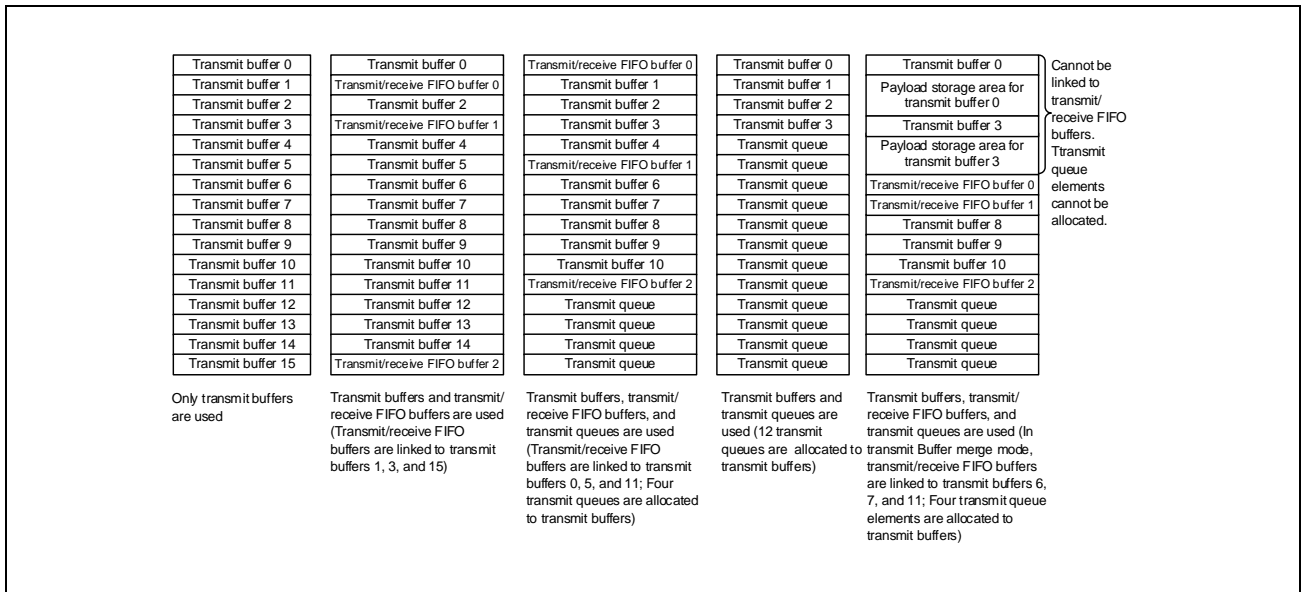 Transmit buffer 0
Transmit buffer 1
Transmit buffer 2
Transmit buffer 3
Transmit buffer 4
Transmit buffer 5
Transmit buffer 6
Transmit buffer 7
Transmit buffer 8
Transmit buffer 9
Transmit buffer 10
Transmit buffer 11
Transmit buffer 12
Transmit buffer 13
Transmit buffer 14
Transmit buffer 15
Only transmit buffers
are used
Transmit buffer 0
Transmit/receive FIFO buffer 0
Transmit buffer 2
Transmit/receive FIFO buffer 1
Transmit buffer 4
Transmit buffer 5
Transmit buffer 6
Transmit buffer 7
Transmit buffer 8
Transmit buffer 9
Transmit buffer 10
Transmit buffer 11
Transmit buffer 12
Transmit buffer 13
Transmit buffer 14
Transmit/receive FIFO buffer 2
Transmit buffers and transmit/
receive FIFO buffers are used
(Transmit/receive FIFO
buffers are linked to transmit
buffers 1, 3, and 15)
Transmit/receive FIFO buffer 0
Transmit buffer 1
Transmit buffer 2
Transmit buffer 3
Transmit buffer 4
Transmit/receive FIFO buffer 1
Transmit buffer 6
Transmit buffer 7
Transmit buffer 8
Transmit buffer 9
Transmit buffer 10
Transmit/receive FIFO buffer 2
Transmit queue
Transmit queue
Transmit queue
Transmit queue
Transmit buffers, transmit/
receive FIFO buffers, and
transmit queues are used
(Transmit/receive FIFO
buffers are linked to transmit
buffers 0, 5, and 11; Four
transmit queues are allocated
to transmit buffers)
Transmit buffer 0
Transmit buffer 1
Transmit buffer 2
Transmit buffer 3
Transmit queue
Transmit queue
Transmit queue
Transmit queue
Transmit queue
Transmit queue
Transmit queue
Transmit queue
Transmit queue
Transmit queue
Transmit queue
Transmit queue
Transmit buffers and
transmit queues are
used (12 transmit
queues are allocated to
transmit buffers)
Transmit buffer 0
Payload storage area for
transmit buffer 0
Transmit buffer 3
Payload storage area for
transmit buffer 3
Transmit/receive FIFO buffer 0
Transmit/receive FIFO buffer 1
Transmit buffer 8
Transmit buffer 9
Transmit buffer 10
Transmit/receive FIFO buffer 2
Transmit queue
Transmit queue
Transmit queue
Transmit queue
Transmit buffers, transmit/
receive FIFO buffers, and
transmit queues are used (In
transmit Buffer merge mode,
transmit/receive FIFO buffers
are linked to transmit buffers 6,
7, and 11; Four transmit queue
elements are allocated to
transmit buffers)
Cannot be
linked to
transmit/
receive FIFO
buffers.
Ttransmit
queue
elements
cannot be
allocated.